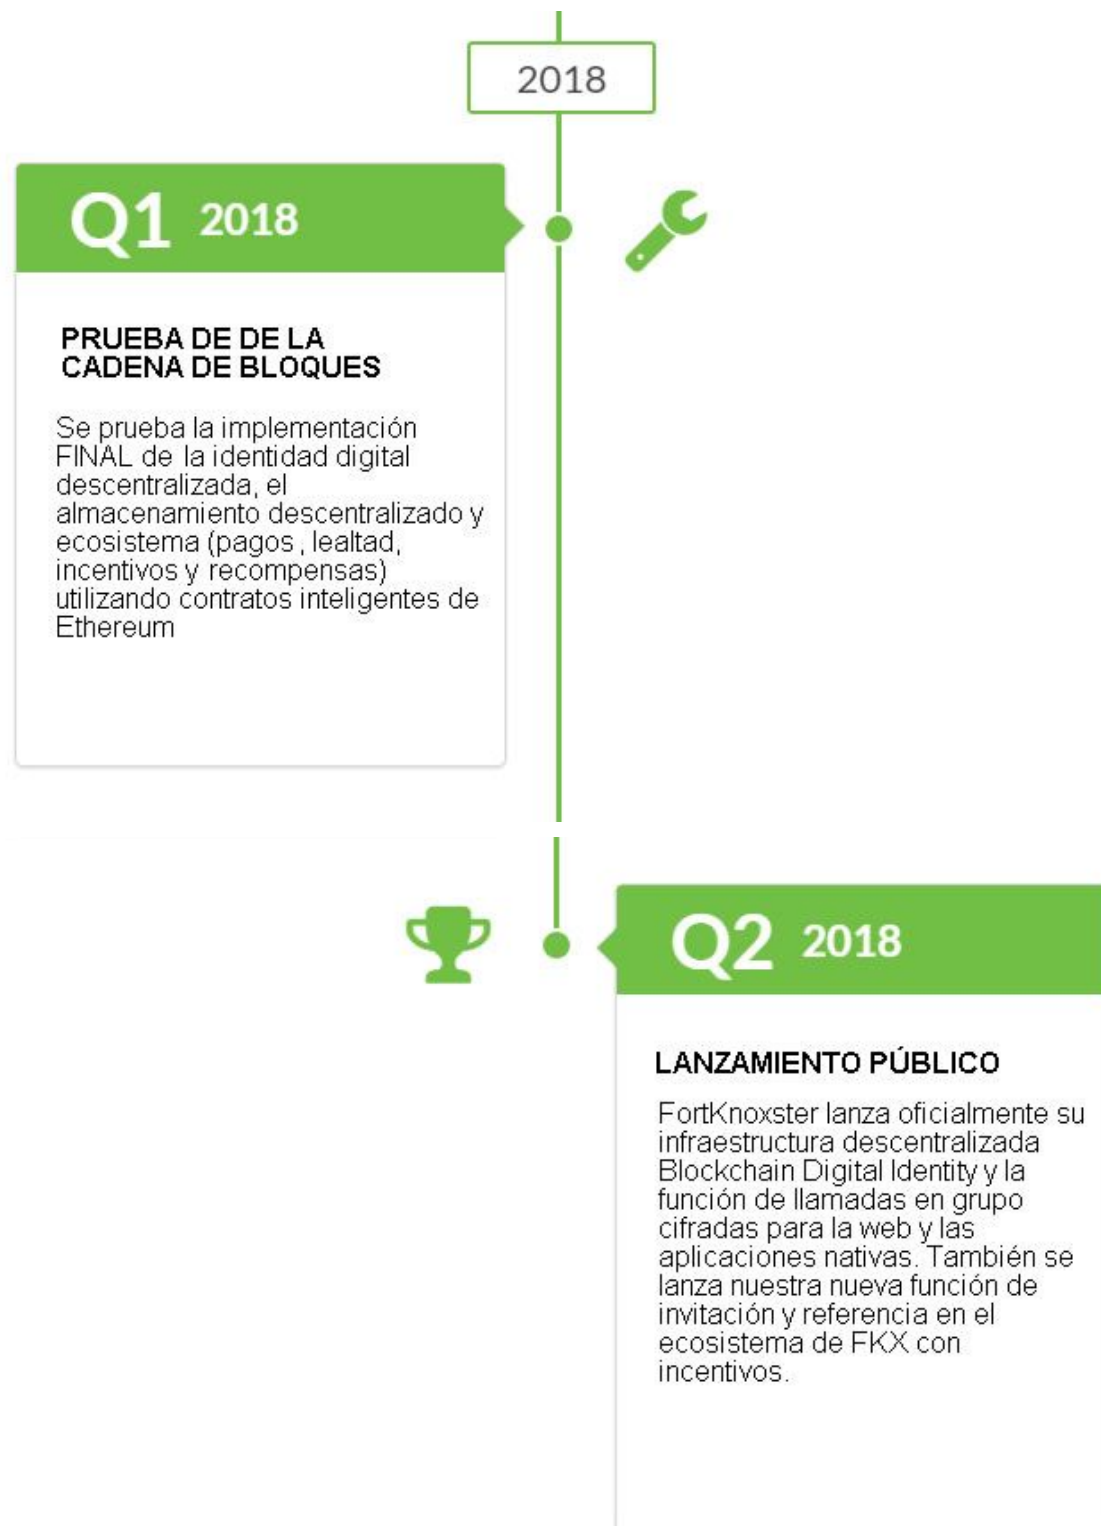 2018
Q1 2018
PRUEBA DE DE LA
CADENA DE BLOQUES
Se prueba la implementación
FINAL de la identidad digital
descentralizada, el
almacenamiento descentralizado y
ecosistema (pagos , lealtad,
incentivos y recompensas)
utilizando contratos inteligentes de
Ethereum
Q2 2018
LANZAMIENTO PÚBLICO
FortKnoxster lanza oficialmente su
infraestructura descentralizada
Blockchain Digital Identity y la
función de llamadas en grupo
cifradas para la web y las
aplicaciones nativas. También se
lanza nuestra nueva función de
invitación y referencia en el
ecosistema de FKX con
incentivos.